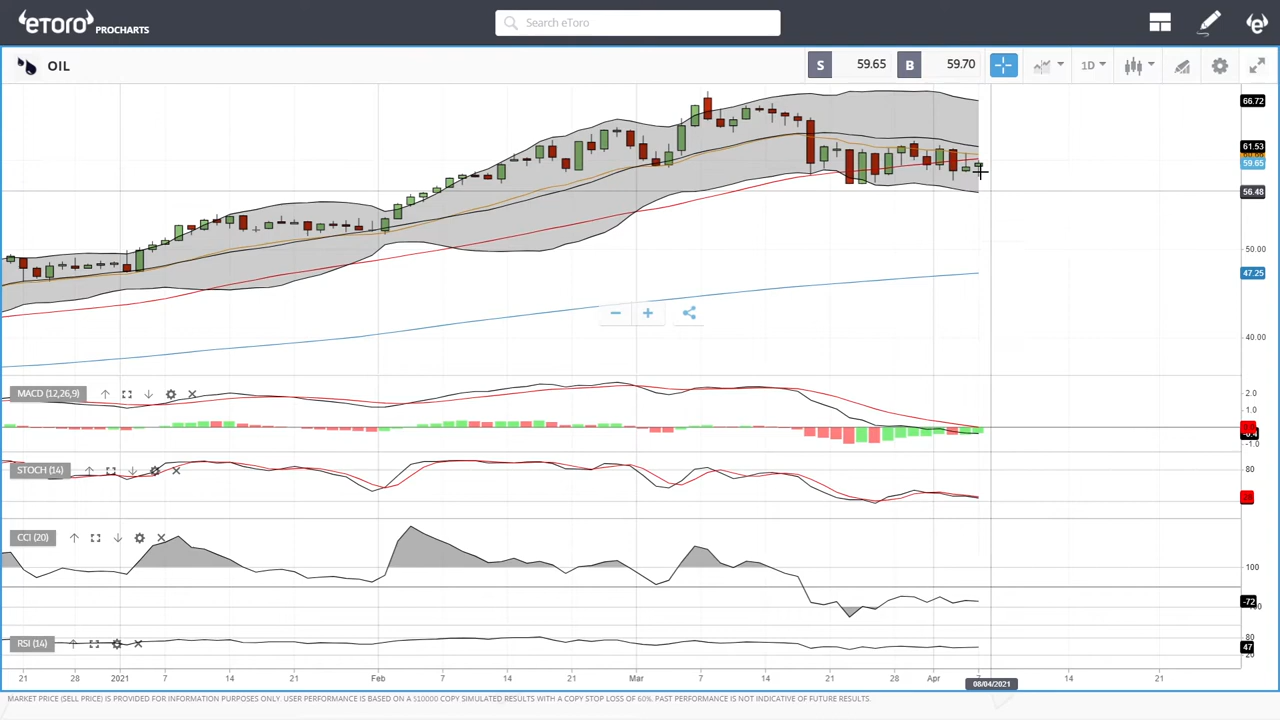 eToro PROCHARTS
Search eToro
OIL
S 59.65 B 59.70
1D
66.72
61.53
59.65
56.48
50.00
47.25
40.00
MACD (12,26,9)
2.0
1.0
-1.0
STOCH (14)
80
CCI (20)
100
-72
RSI (14)
80
47
20
21 28 2021 7 14 21 Feb 7 14 21 Mar 7 14 21 28 Apr 7 14 21
08/04/2021
MARKET PRICE (SELL PRICE) IS PROVIDED FOR INFORMATION PURPOSES ONLY. USER PERFORMANCE IS BASED ON A $10000 COPY SIMULATED RESULTS WITH A COPY STOP LOSS OF 60%. PAST PERFORMANCE IS NOT INDICATIVE OF FUTURE RESULTS.